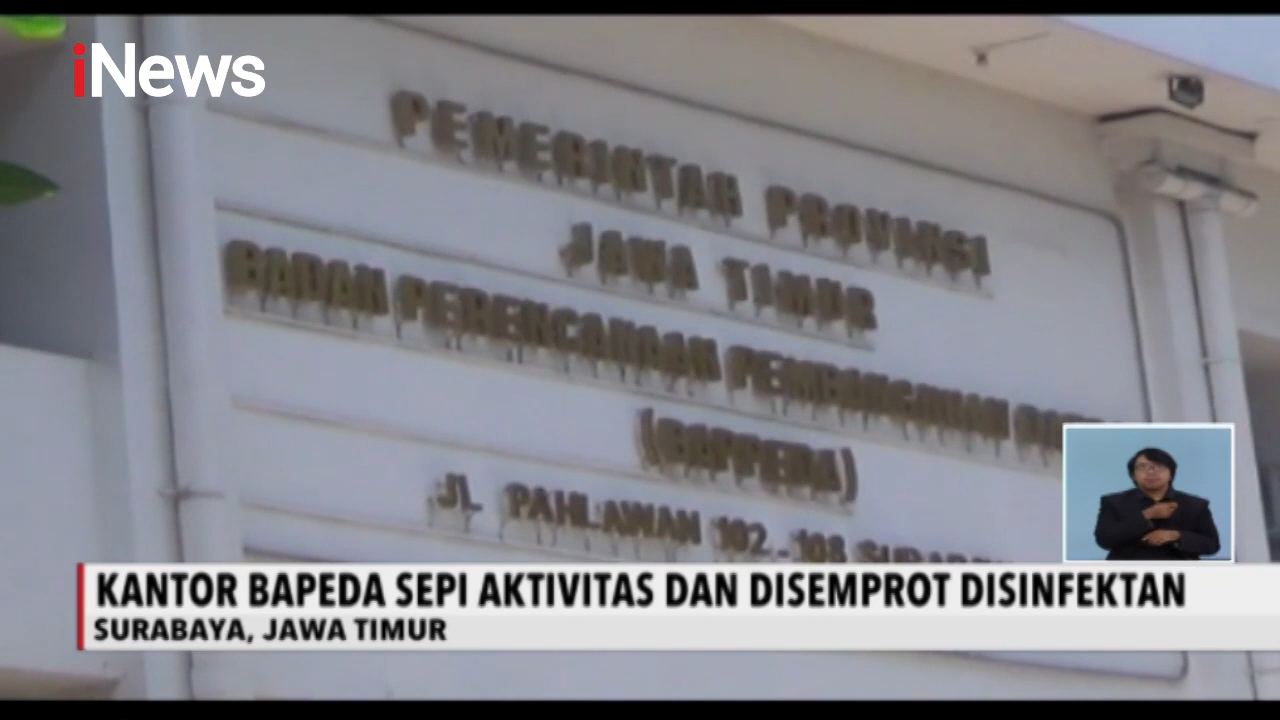 iNews
PEMERINTAH PROVINSI
JAWA TIMUR
BADAN PERENCANAAN PEMBANGUNAN
(BAPPEDA)
JL. PAHLAWAN 102-108
KANTOR BAPEDA SEPI AKTIVITAS DAN DISEMPROT DISINFEKTAN
SURABAYA, JAWA TIMUR